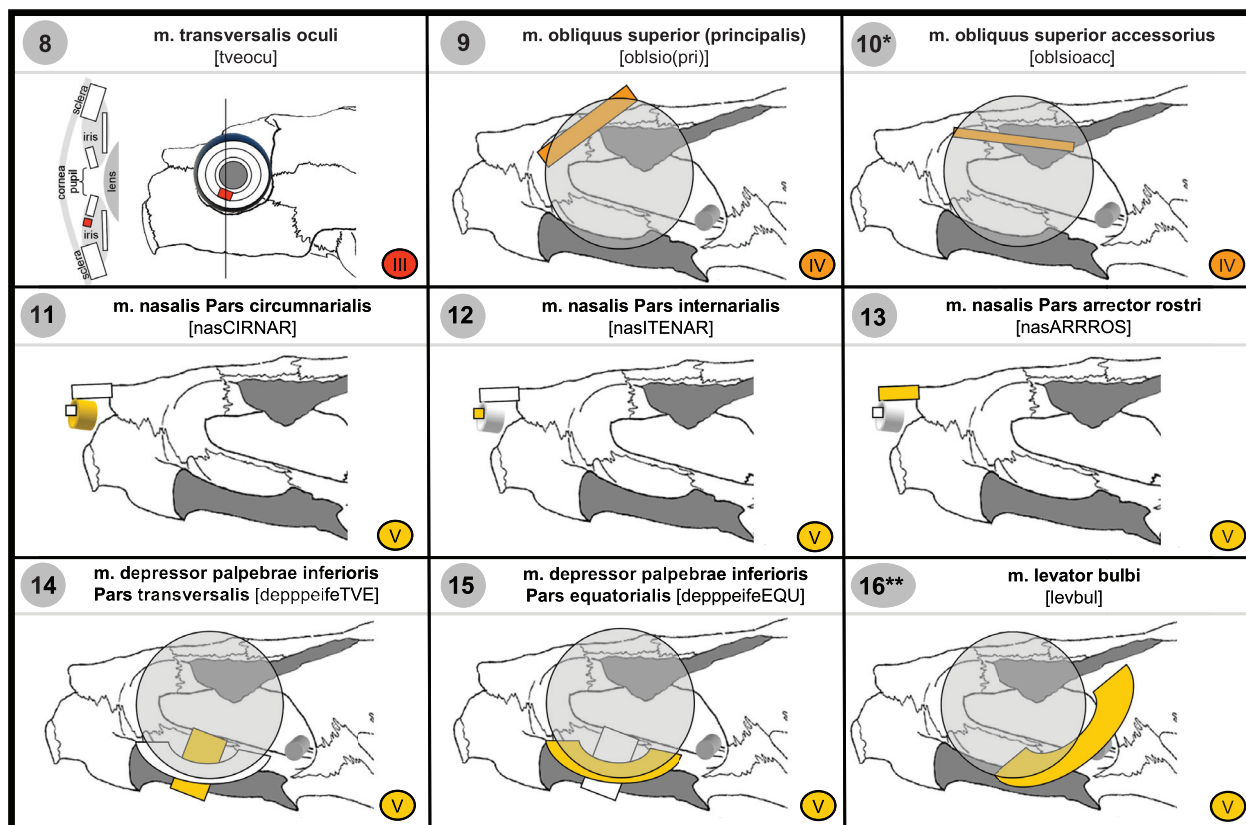 8
m. transversalis oculi
[tveocu]
sclera
iris
cornea
pupil
lens
iris
sclera
III
9
m. obliquus superior (principalis)
[oblsio(pri)]
IV
10*
m. obliquus superior accessorius
[oblsioacc]
IV
11
m. nasalis Pars circumnarialis
[nasCIRNAR]
V
12
m. nasalis Pars internarialis
[nasITENAR]
V
13
m. nasalis Pars arrector rostri
[nasARRROS]
V
14
m. depressor palpebrae inferioris
Pars transversalis [depppeifeTVE]
V
15
m. depressor palpebrae inferioris
Pars equatorialis [depppeifeEQU]
V
16**
m. levator bulbi
[levbul]
V